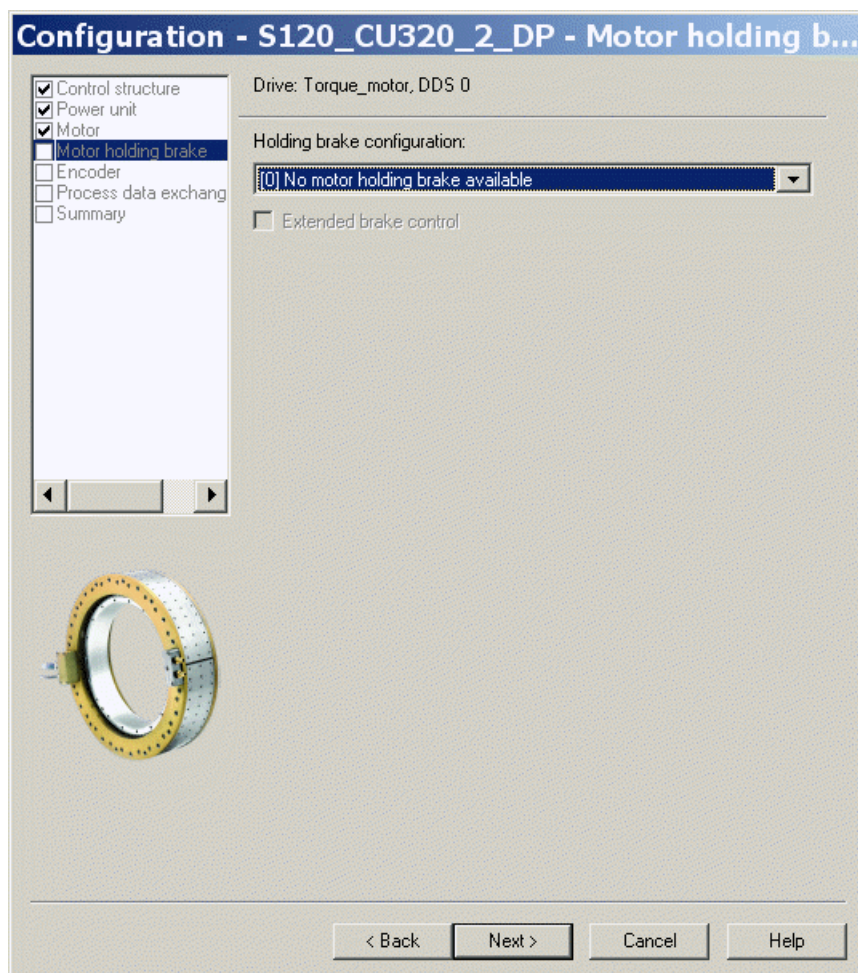 Configuration - S120_CU320_2_DP - Motor holding b...
Control structure
Power unit
Motor
Motor holding brake
Encoder
Process data exchang
Summary
Drive: Torque_motor, DDS 0
Holding brake configuration:
[0] No motor holding brake available
Extended brake control
< Back
Next >
Cancel
Help